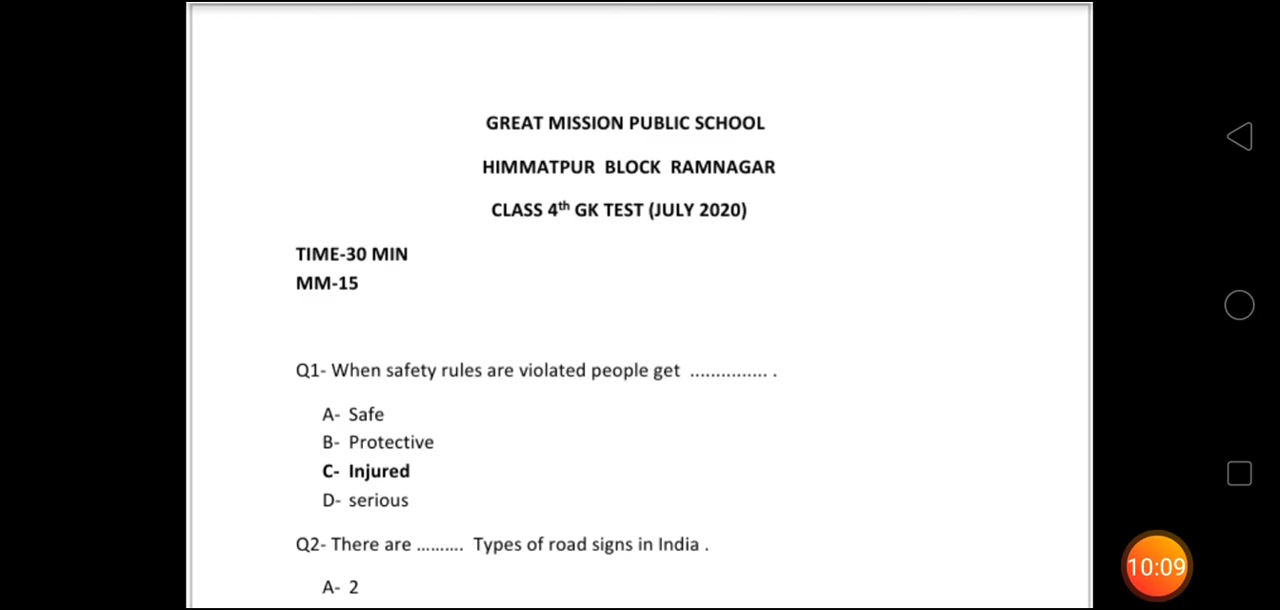 GREAT MISSION PUBLIC SCHOOL
HIMMATPUR BLOCK RAMNAGAR
CLASS 4th GK TEST (JULY 2020)
TIME-30 MIN
MM-15
Q1- When safety rules are violated people get ............... .
A- Safe
B- Protective
C- Injured
D- serious
Q2- There are .......... Types of road signs in India .
A- 2
10:09